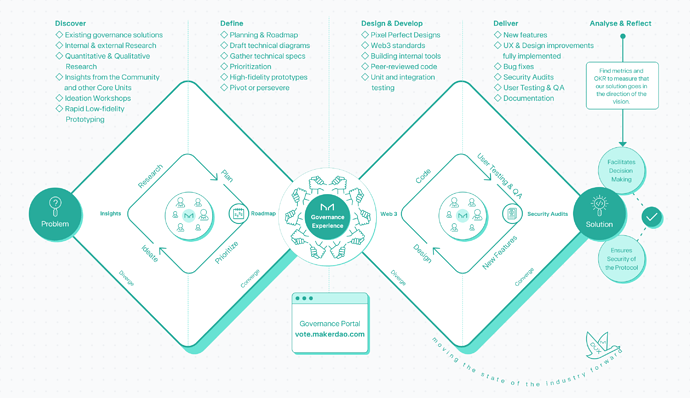 Discover
Existing governance solutions
Internal & external Research
Quantitative & Qualitative
Research
Insights from the Community
and other Core Units
Ideation Workshops
Rapid Low-fidelity
Prototyping
Define
Planning & Roadmap
Draft technical diagrams
Gather technical specs
Prioritization
High-fidelity prototypes
Pivot or persevere
Design & Develop
Pixel Perfect Designs
Web3 standards
Building internal tools
Peer-reviewed code
Unit and integration
testing
Deliver
New features
UX & Design improvements
fully implemented
Bug fixes
Security Audits
User Testing & QA
Documentation
Analyse & Reflect
Find metrics and
OKR to measure that
our solution goes in
the direction of the
vision.
Problem
Insights
Research
Plan
Roadmap
Prioritize
Ideate
Diverge
Converge
Governance
Experience
Web 3
Code
User Testing & QA
Security Audits
New Features
Design
Diverge
Converge
Solution
Facilitates
Decision
Making
Ensures
Security of
the Protocol
Governance Portal
vote.makerdao.com
DUX
moving the state of the industry forward